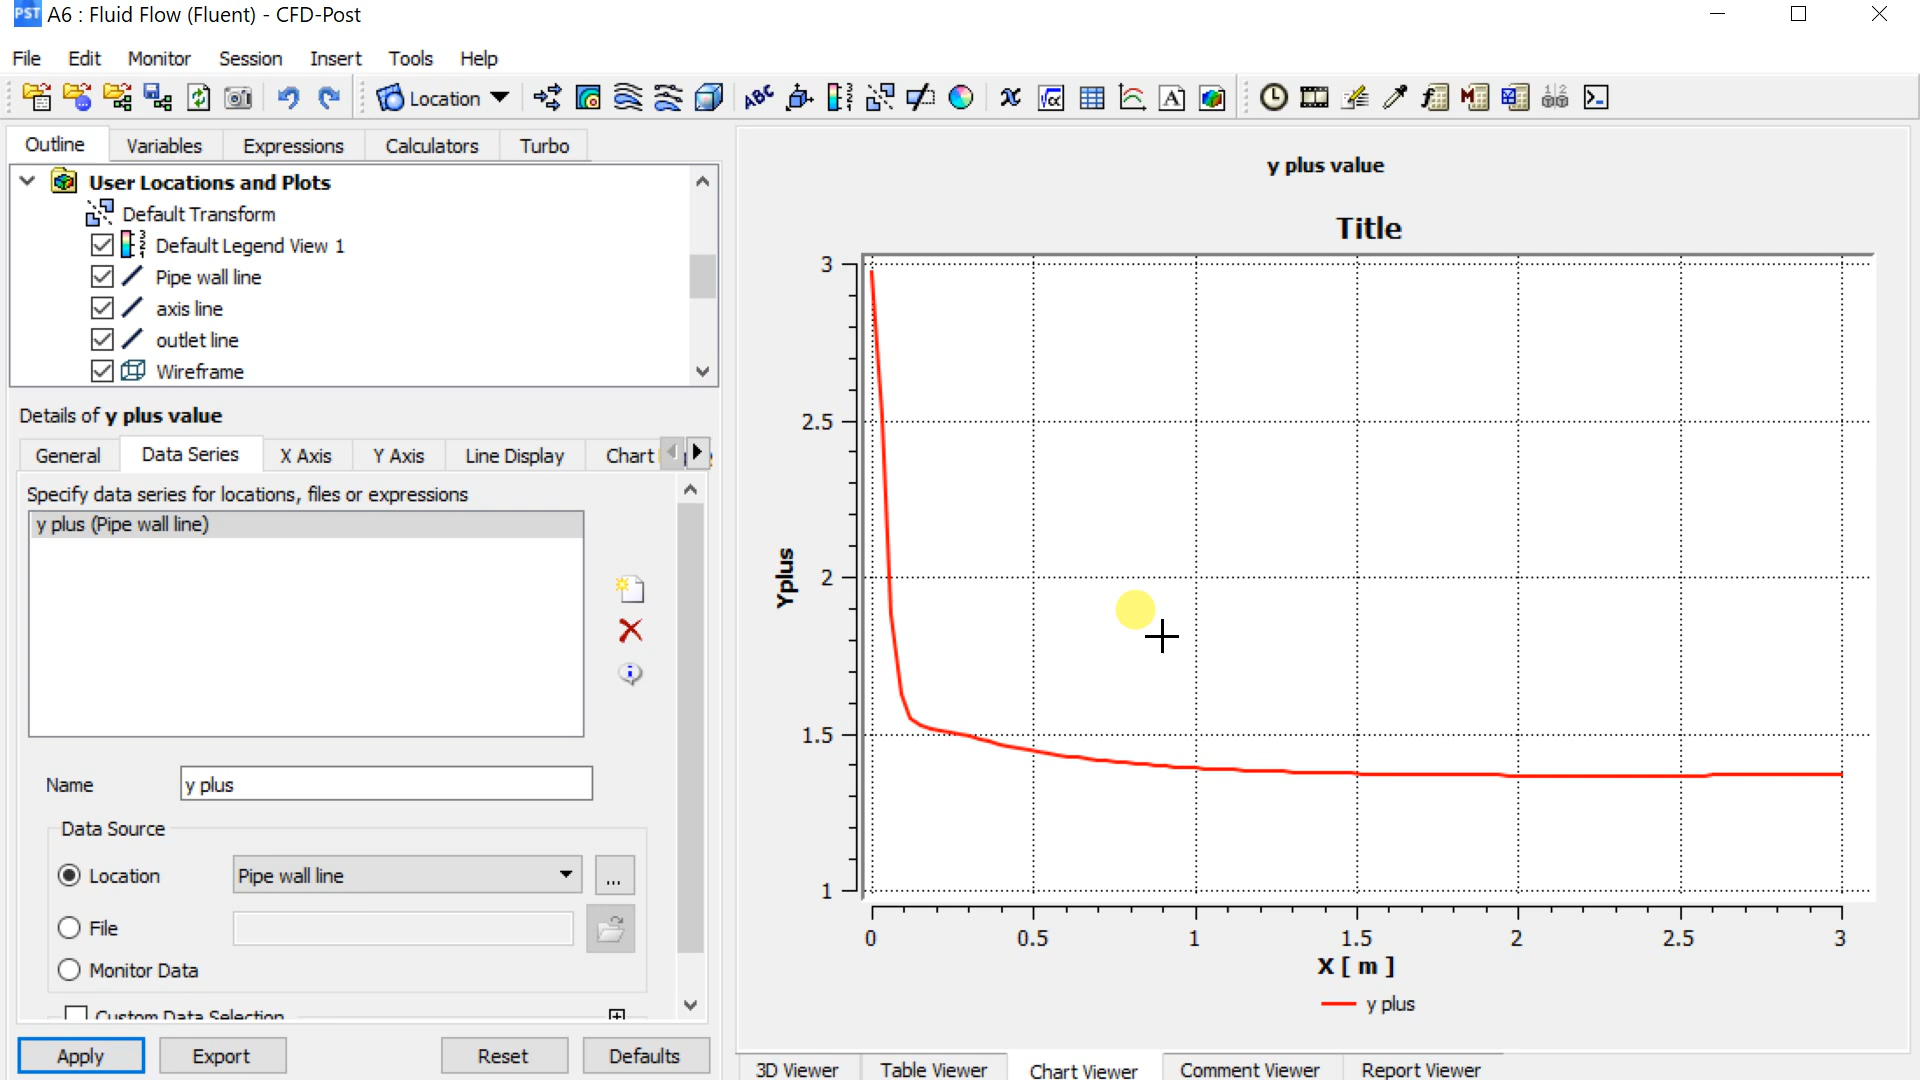 PST A6 : Fluid Flow (Fluent) - CFD-Post
File Edit Monitor Session Insert Tools Help
Location
Outline Variables Expressions Calculators Turbo
User Locations and Plots
Default Transform
Default Legend View 1
Pipe wall line
axis line
outlet line
Wireframe
Details of y plus value
General Data Series X Axis Y Axis Line Display Chart
Specify data series for locations, files or expressions
y plus (Pipe wall line)
Name y plus
Data Source
Location Pipe wall line ...
File
Monitor Data
Custom Data Selection
Apply Export Reset Defaults
y plus value
Title
3
2.5
2
1.5
1
Yplus
0 0.5 1 1.5 2 2.5 3
X [ m ]
y plus
3D Viewer Table Viewer Chart Viewer Comment Viewer Report Viewer